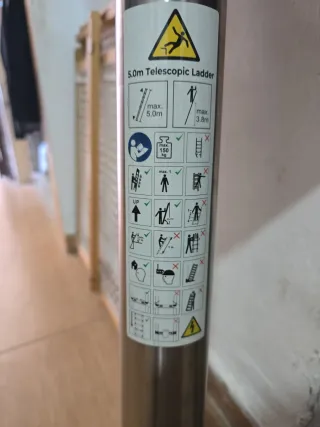 5.0m Telescopic Ladder
max.
5.0m
max.
3.8m
max.
150
kg
max. 1
UP